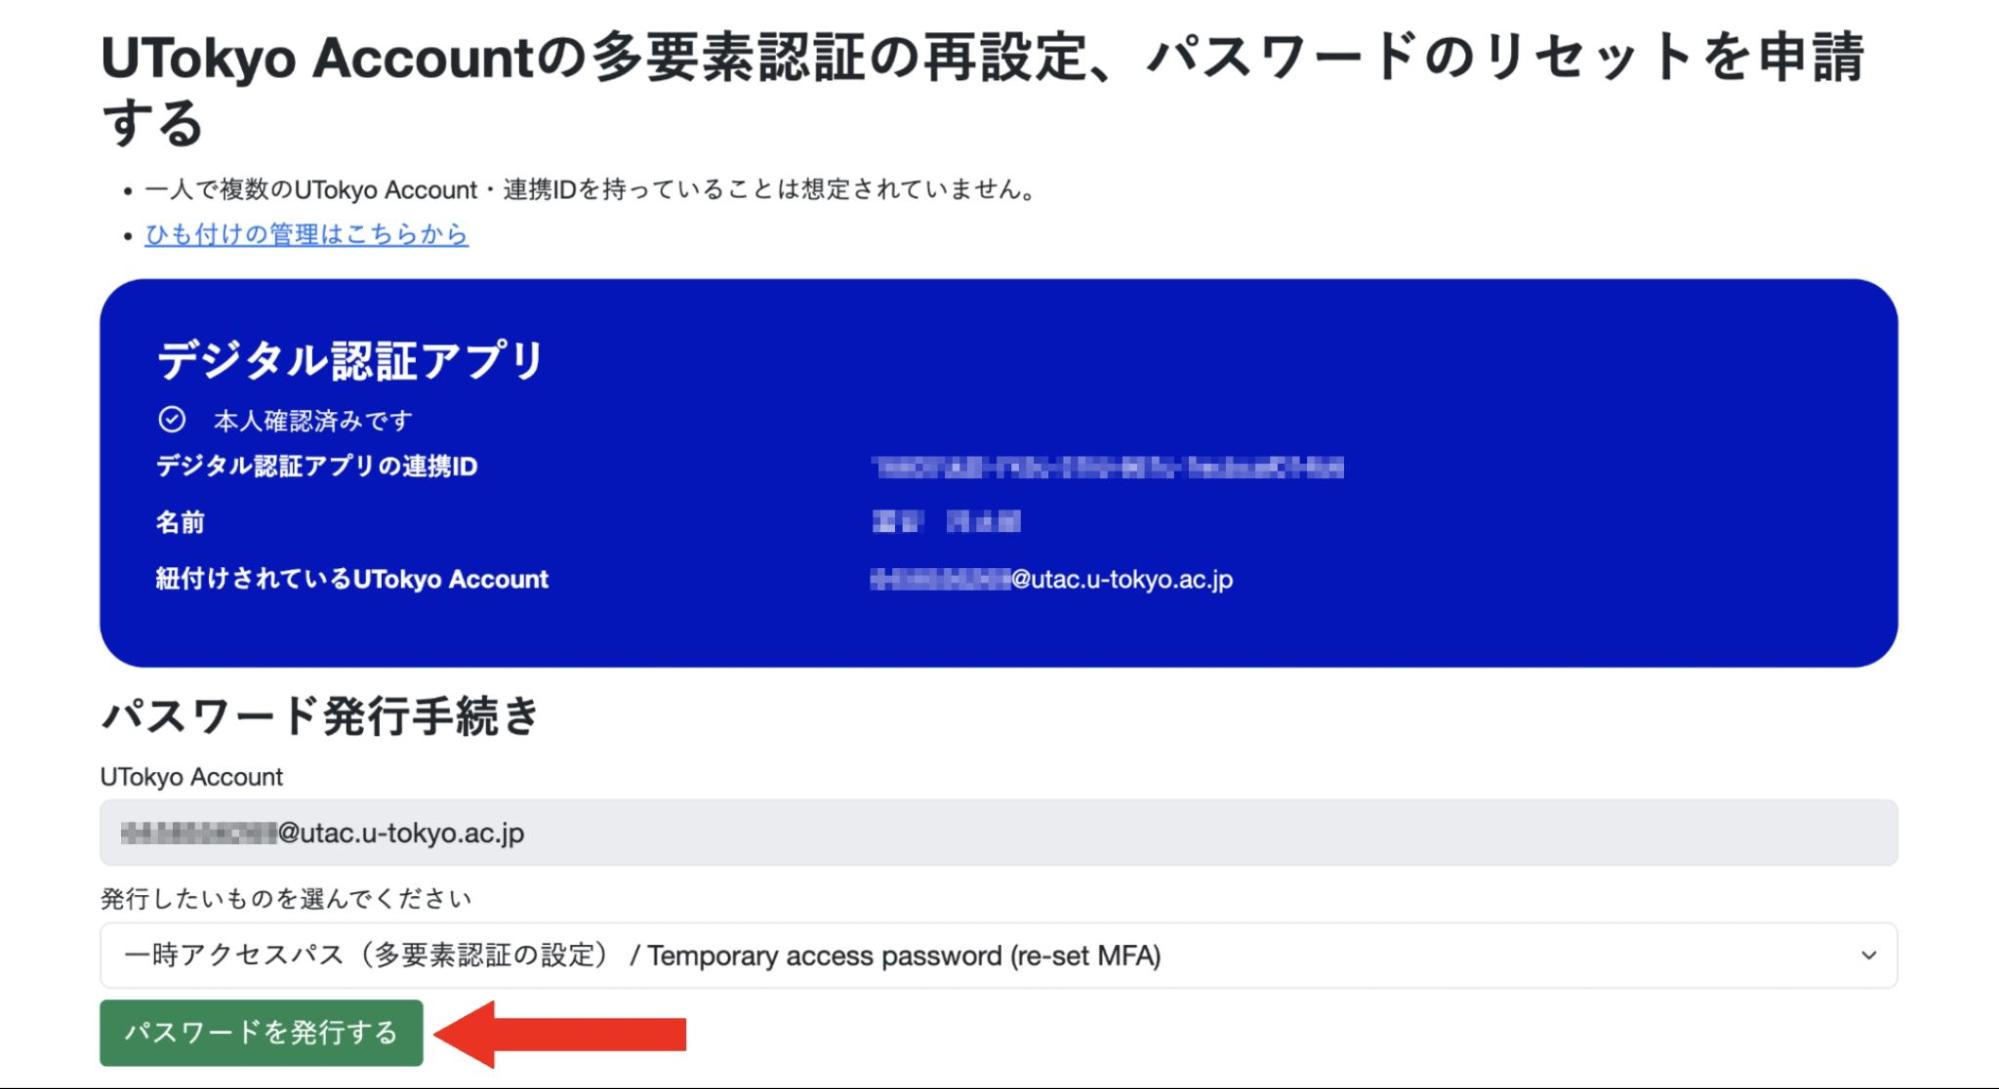 UTokyo Accountの多要素認証の再設定、パスワードのリセットを申請
する
• 一人で複数のUTokyo Account・連携IDを持っていることは想定されていません。
• ひも付けの管理はこちらから
デジタル認証アプリ
本人確認済みです
デジタル認証アプリの連携ID
名前
紐付けされているUTokyo Account @utac.u-tokyo.ac.jp
パスワード発行手続き
UTokyo Account
@utac.u-tokyo.ac.jp
発行したいものを選んでください
一時アクセスパス（多要素認証の設定） / Temporary access password (re-set MFA)
パスワードを発行する